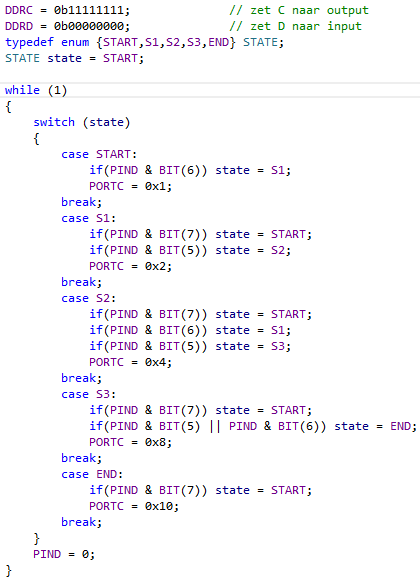 DDRC = 0b11111111;              // zet C naar output
DDRD = 0b00000000;              // zet D naar input
typedef enum {START,S1,S2,S3,END} STATE;
STATE state = START;

while (1)
{
    switch (state)
    {
        case START:
            if(PIND & BIT(6)) state = S1;
            PORTC = 0x1;
        break;
        case S1:
            if(PIND & BIT(7)) state = START;
            if(PIND & BIT(5)) state = S2;
            PORTC = 0x2;
        break;
        case S2:
            if(PIND & BIT(7)) state = START;
            if(PIND & BIT(6)) state = S1;
            if(PIND & BIT(5)) state = S3;
            PORTC = 0x4;
        break;
        case S3:
            if(PIND & BIT(7)) state = START;
            if(PIND & BIT(5) || PIND & BIT(6)) state = END;
            PORTC = 0x8;
        break;
        case END:
            if(PIND & BIT(7)) state = START;
            PORTC = 0x10;
        break;
    }
    PIND = 0;
}